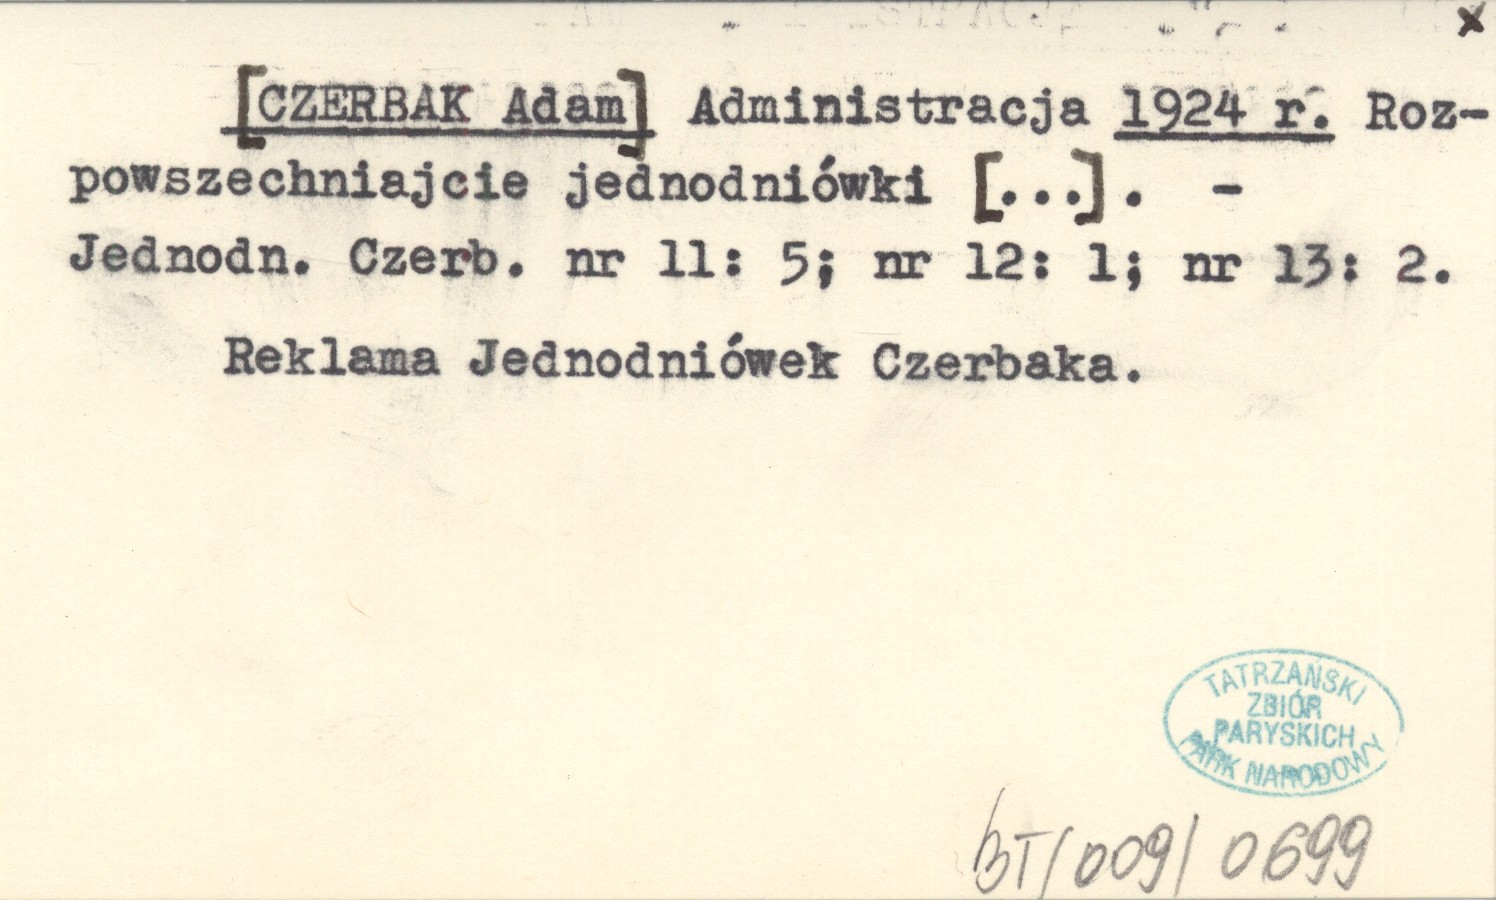 x
[CZERBAK Adam] Administracja 1924 r. Roz-
powszechniajcie jednodniówki [...]. -
Jednodn. Czerb. nr 11: 5; nr 12: 1; nr 13: 2.
Reklama Jednodniówek Czerbaka.
TATRZAŃSKI
ZBIÓR
PARYSKICH
PARK NARODOWY
BT/009/0699